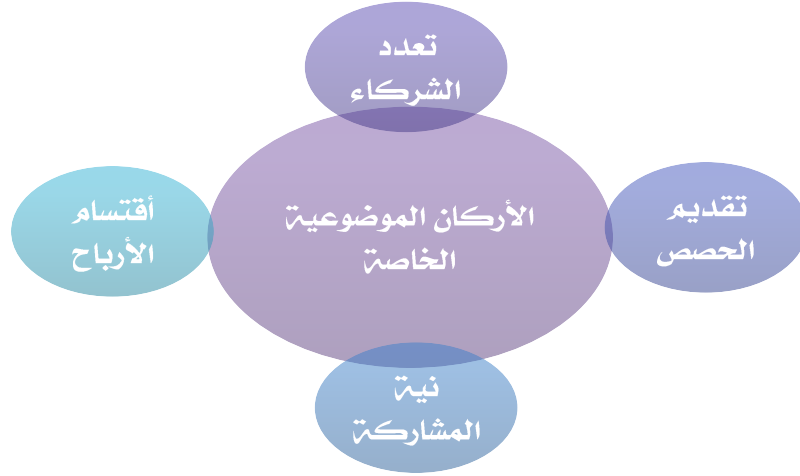 تعدد
الشركاء
تقديم
الحصص
الأركان الموضوعية
الخاصة
أقتسام
الأرباح
نية
المشاركة